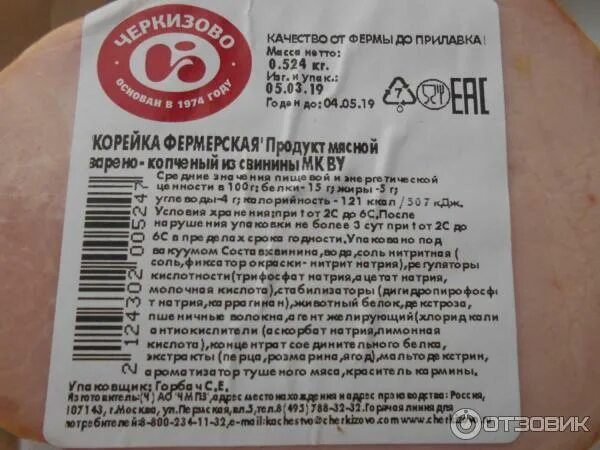 ЧЕРКИЗОВО
ОСНОВАН В 1974 ГОДУ
КАЧЕСТВО ОТ ФЕРМЫ ДО ПРИЛАВКА!
Масса нетто:
0.524 кг.
Изг. и упак.:
05.03.19
Годен до: 04.05.19
7
EAC
'КОРЕЙКА ФЕРМЕРСКАЯ' Продукт мясной
варено-копченый из свинины МК ВУ
Средние значения пищевой и энергетической
ценности в 100 г: белки- 15 г; жиры -5 г;
углеводы-4 г; калорийность - 121 ккал / 507 кДж.
Условия хранения: при t от 2С до 6С, После
нарушения упаковки не более 3 сут при t от 2С до
6С в пределах срока годности. Упаковано под
вакуумом Состав: свинина, вода, соль нитритная (
соль, фиксатор окраски- нитрит натрия), регуляторы
кислотности(трифосфат натрия, ацетат натрия,
молочная кислота), стабилизаторы (дигидропирофосф
т натрия, каррагинан), животный белок, декстроза,
пшеничные волокна, агент желирующий(хлорид кали
антиокислители (аскорбат натрия, лимонная
кислота), концентрат соединительного белка,
экстракты (перца, розмарина, ягод), мальтодекстрин,
ароматизатор тушеного мяса, краситель кармины.
2 124302 005247
Упаковщик: Горбач С.Е.
Изготовитель: (Ч) АО 'ЧМПЗ', адрес местонахождения и адрес производства: Россия,
107143, г.Москва, ул.Пермская, вл.5, тел.8(495)788-32-32. Горячая линия для
потребителей: 8-800-234-11-32, e-mail: kachestvo@cherkizovo.com www.cherkizovo
ОТЗОВИК